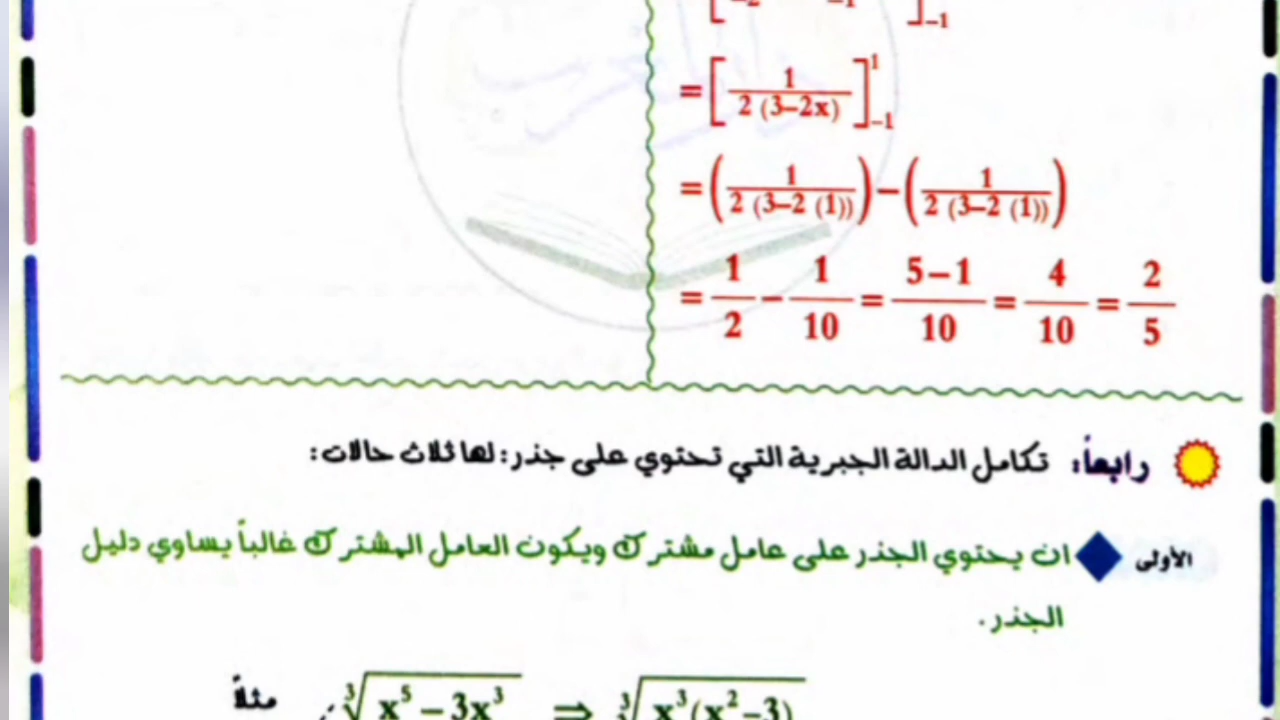 = [ 1 / 2 (3–2x) ]₋₁¹
= ( 1 / 2 (3–2 (1)) ) – ( 1 / 2 (3–2 (1)) )
= 1/2 – 1/10 = 5–1/10 = 4/10 = 2/5
رابعاً: تكامل الدالة الجبرية التي تحتوي على جذر: لها ثلاث حالات:
الأولى ان يحتوي الجذر على عامل مشترك ويكون العامل المشترك غالباً يساوي دليل
الجذر.
مثلاً ∛(x⁵ – 3x³) ⇒ ∛(x³(x² –3))